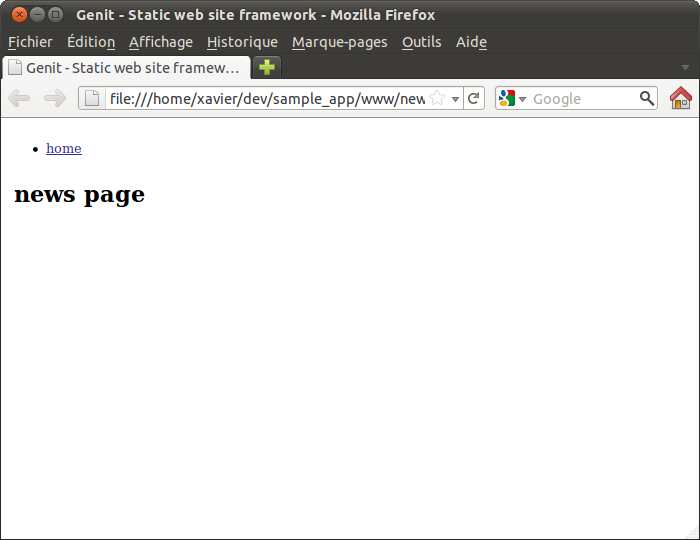 Genit - Static web site framework - Mozilla Firefox
Fichier Édition Affichage Historique Marque-pages Outils Aide
Genit - Static web site framew...
file:///home/xavier/dev/sample_app/www/new Google
home
news page